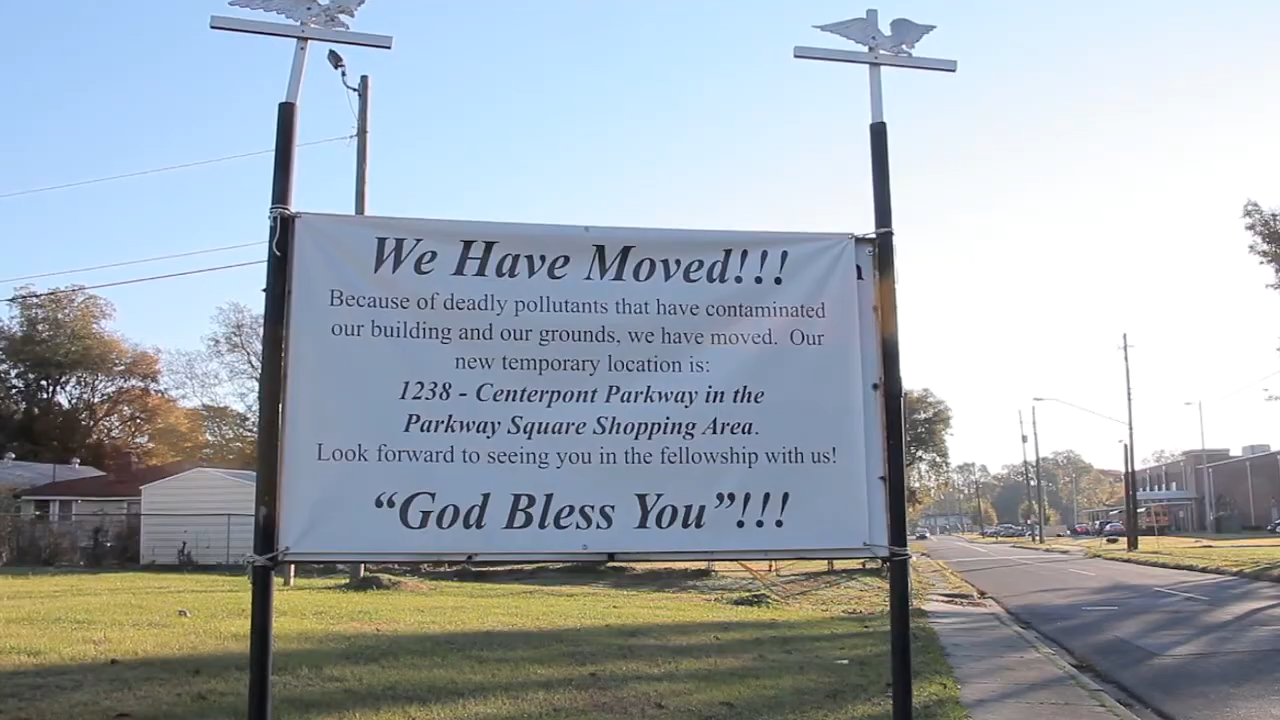 We Have Moved!!!
Because of deadly pollutants that have contaminated
our building and our grounds, we have moved. Our
new temporary location is:
1238 - Centerpont Parkway in the
Parkway Square Shopping Area.
Look forward to seeing you in the fellowship with us!
“God Bless You”!!!